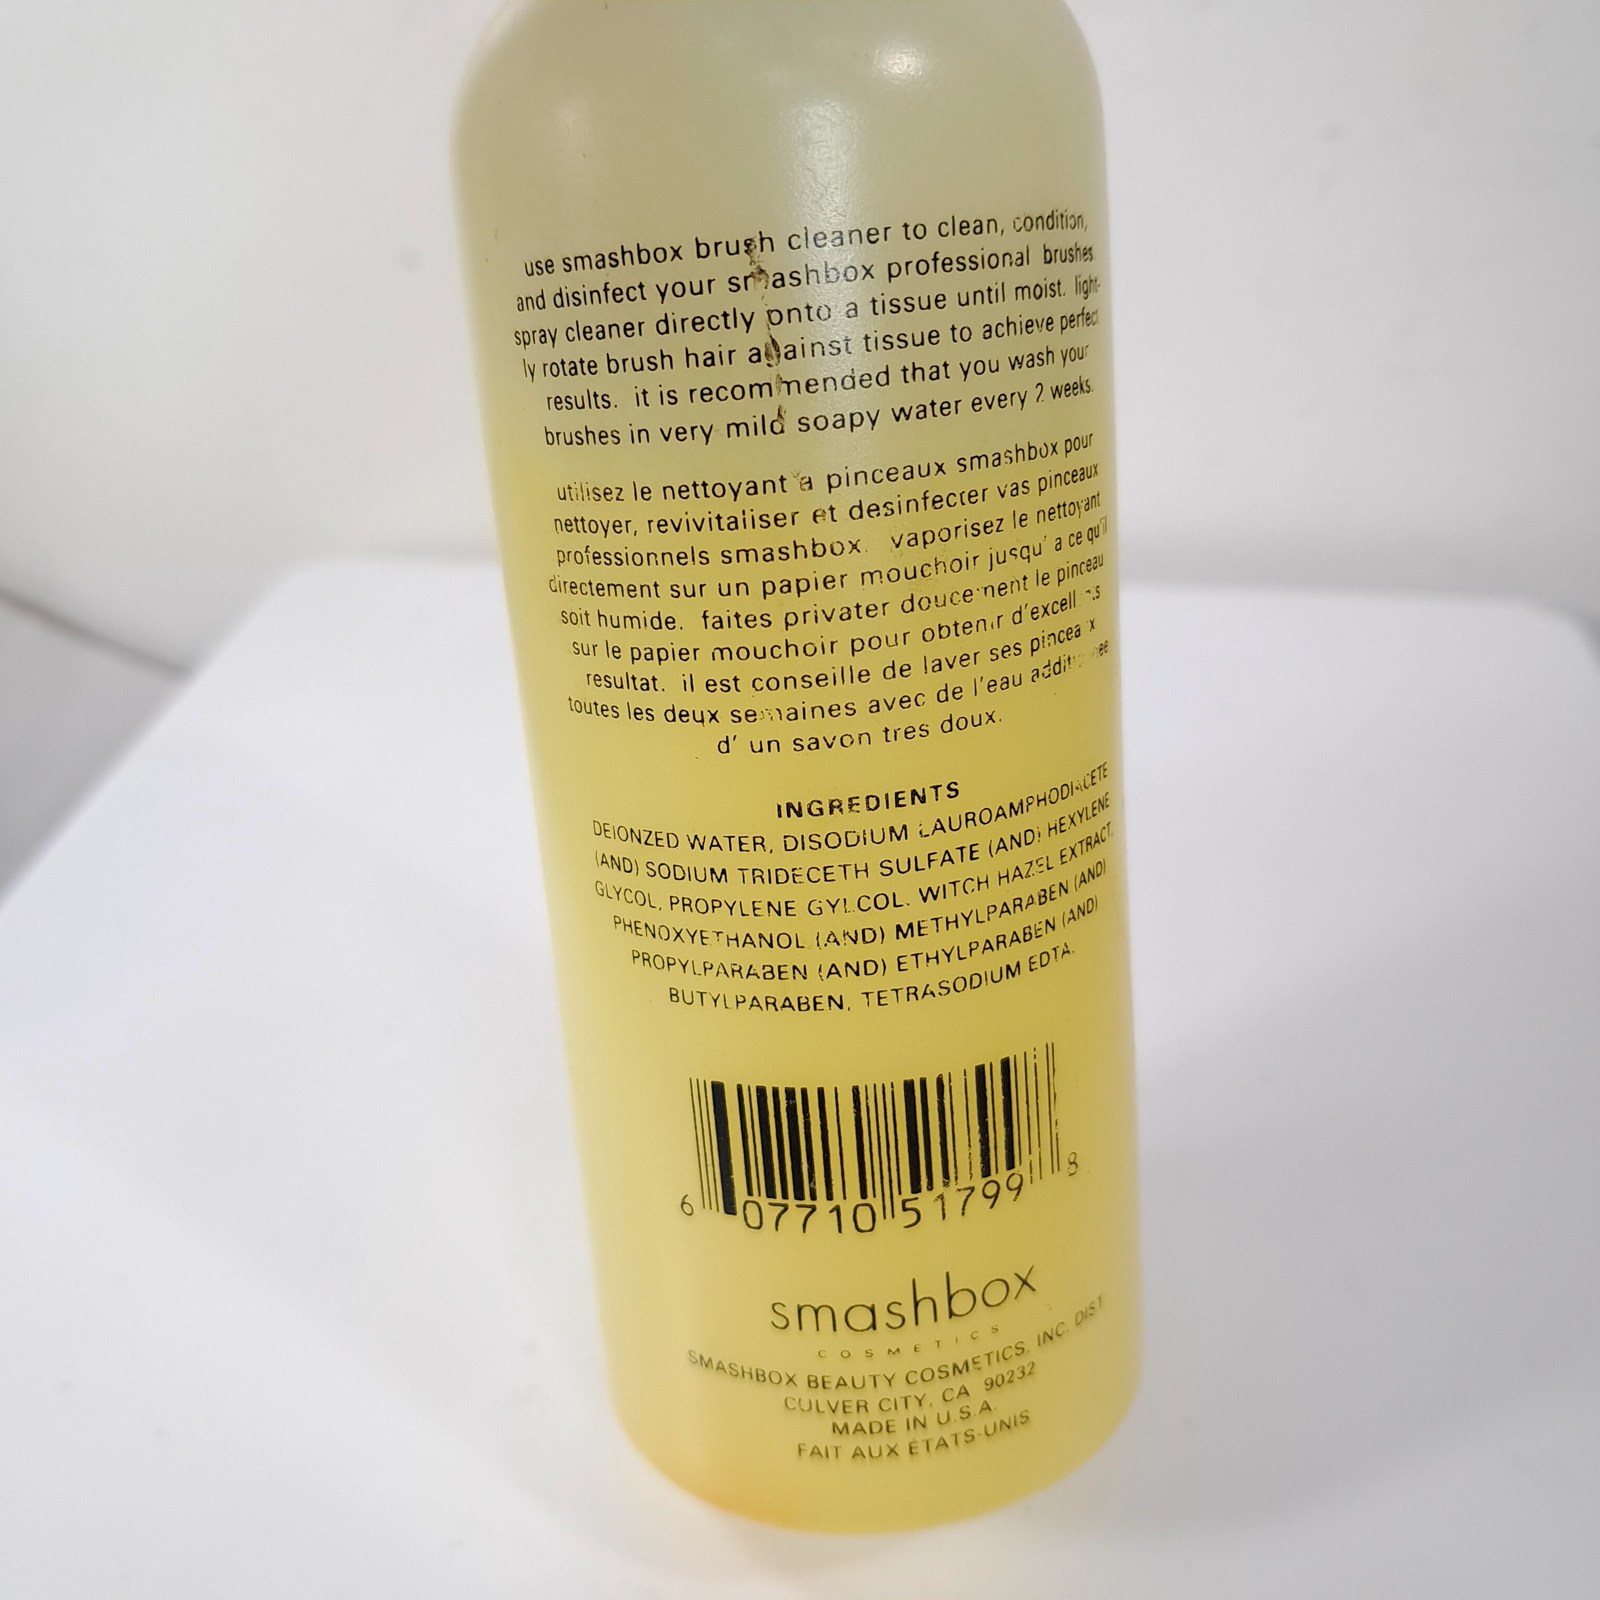 use smashbox brush cleaner to clean, condition,
and disinfect your smashbox professional brushes.
spray cleaner directly onto a tissue until moist. light-
ly rotate brush hair against tissue to achieve perfect
results. it is recommended that you wash your
brushes in very mild soapy water every 2 weeks.
utilisez le nettoyant a pinceaux smashbox pour
nettoyer, revivitaliser et desinfecter vas pinceaux
professionnels smashbox. vaporisez le nettoyant
directement sur un papier mouchoir jusqu' a ce qu'il
soit humide. faites privater doucement le pinceau
sur le papier mouchoir pour obtenir d'excellents
resultat. il est conseille de laver ses pinceaux
toutes les deux semaines avec de l'eau additionnee
d' un savon tres doux.
INGREDIENTS
DEIONZED WATER, DISODIUM LAUROAMPHODIACETE
(AND) SODIUM TRIDECETH SULFATE (AND) HEXYLENE
GLYCOL, PROPYLENE GYLCOL. WITCH HAZEL EXTRACT.
PHENOXYETHANOL (AND) METHYLPARABEN (AND)
PROPYLPARABEN (AND) ETHYLPARABEN (AND)
BUTYLPARABEN, TETRASODIUM EDTA.
6 07710 51799 8
smashbox
COSMETICS
SMASHBOX BEAUTY COSMETICS, INC. DIST
CULVER CITY, CA 90232
MADE IN U.S.A.
FAIT AUX ÉTATS-UNIS